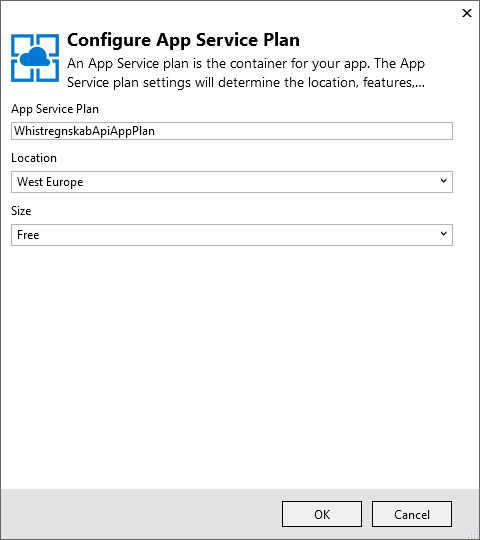 Configure App Service Plan
An App Service plan is the container for your app. The App
Service plan settings will determine the location, features,...
App Service Plan
WhistregnskabApiAppPlan
Location
West Europe
Size
Free
OK
Cancel